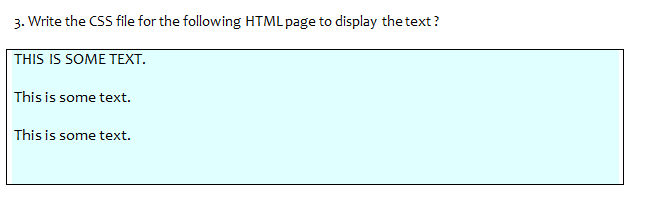 3. Write the CSS file for the following HTML page to display the text?
THIS IS SOME TEXT.
This is some text.
This is some text.